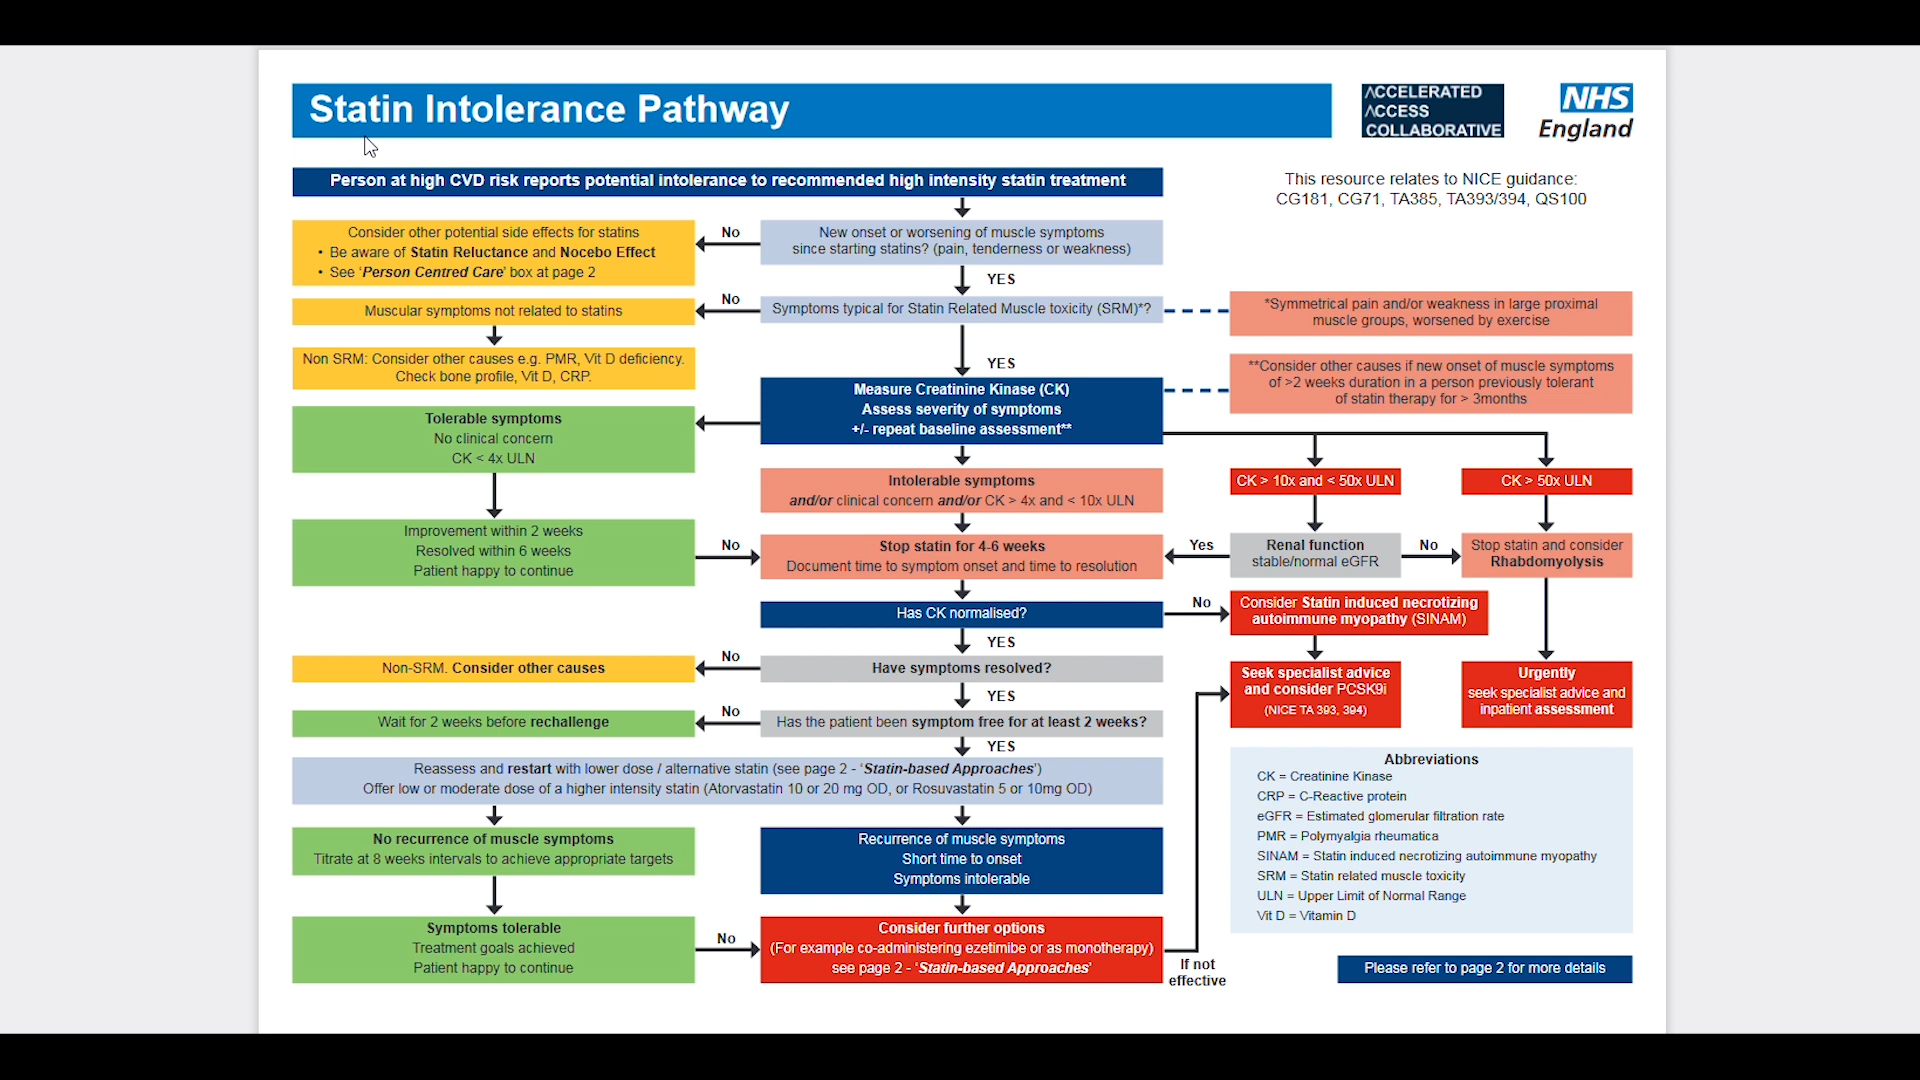 Statin Intolerance Pathway
ACCELERATED
ACCESS
COLLABORATIVE
NHS
England
Person at high CVD risk reports potential intolerance to recommended high intensity statin treatment
This resource relates to NICE guidance:
CG181, CG71, TA385, TA393/394, QS100
Consider other potential side effects for statins
• Be aware of Statin Reluctance and Nocebo Effect
• See ‘Person Centred Care’ box at page 2
No
New onset or worsening of muscle symptoms
since starting statins? (pain, tenderness or weakness)
YES
Muscular symptoms not related to statins
No
Symptoms typical for Statin Related Muscle toxicity (SRM)*?
*Symmetrical pain and/or weakness in large proximal
muscle groups, worsened by exercise
Non SRM: Consider other causes e.g. PMR, Vit D deficiency.
Check bone profile, Vit D, CRP.
YES
**Consider other causes if new onset of muscle symptoms
of >2 weeks duration in a person previously tolerant
of statin therapy for > 3months
Measure Creatinine Kinase (CK)
Assess severity of symptoms
+/- repeat baseline assessment**
Tolerable symptoms
No clinical concern
CK < 4x ULN
Intolerable symptoms
and/or clinical concern and/or CK > 4x and < 10x ULN
CK > 10x and < 50x ULN
CK > 50x ULN
Improvement within 2 weeks
Resolved within 6 weeks
Patient happy to continue
No
Stop statin for 4-6 weeks
Document time to symptom onset and time to resolution
Yes
Renal function
stable/normal eGFR
No
Stop statin and consider
Rhabdomyolysis
Has CK normalised?
No
Consider Statin induced necrotizing
autoimmune myopathy (SINAM)
YES
Non-SRM. Consider other causes
No
Have symptoms resolved?
Seek specialist advice
and consider PCSK9i
(NICE TA 393, 394)
Urgently
seek specialist advice and
inpatient assessment
YES
Wait for 2 weeks before rechallenge
No
Has the patient been symptom free for at least 2 weeks?
YES
Reassess and restart with lower dose / alternative statin (see page 2 - ‘Statin-based Approaches’)
Offer low or moderate dose of a higher intensity statin (Atorvastatin 10 or 20 mg OD, or Rosuvastatin 5 or 10mg OD)
Abbreviations
CK = Creatinine Kinase
CRP = C-Reactive protein
eGFR = Estimated glomerular filtration rate
PMR = Polymyalgia rheumatica
SINAM = Statin induced necrotizing autoimmune myopathy
SRM = Statin related muscle toxicity
ULN = Upper Limit of Normal Range
Vit D = Vitamin D
No recurrence of muscle symptoms
Titrate at 8 weeks intervals to achieve appropriate targets
Recurrence of muscle symptoms
Short time to onset
Symptoms intolerable
Symptoms tolerable
Treatment goals achieved
Patient happy to continue
No
Consider further options
(For example co-administering ezetimibe or as monotherapy)
see page 2 - ‘Statin-based Approaches’
If not
effective
Please refer to page 2 for more details